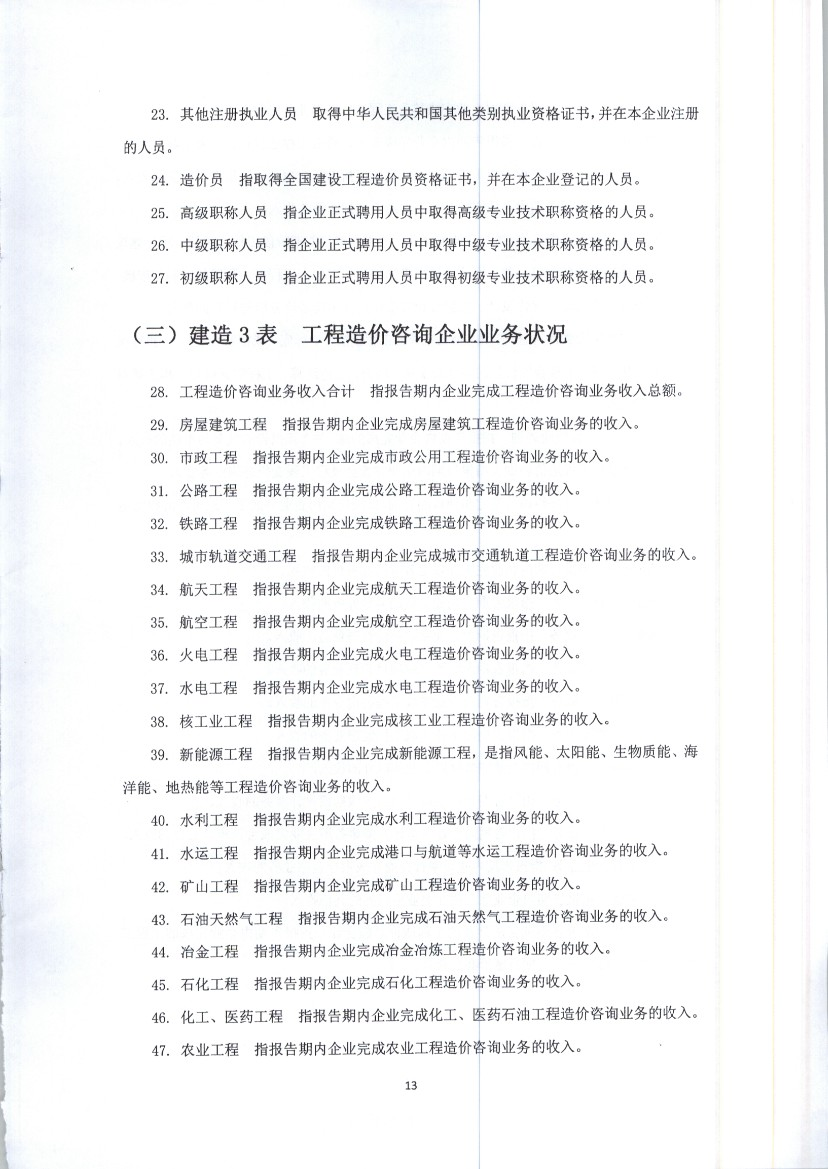 23. 其他注册执业人员　取得中华人民共和国其他类别执业资格证书,并在本企业注册
的人员。
24. 造价员　指取得全国建设工程造价员资格证书，并在本企业登记的人员。
25. 高级职称人员　指企业正式聘用人员中取得高级专业技术职称资格的人员。
26. 中级职称人员　指企业正式聘用人员中取得中级专业技术职称资格的人员。
27. 初级职称人员　指企业正式聘用人员中取得初级专业技术职称资格的人员。
（三）建造 3 表　工程造价咨询企业业务状况
28. 工程造价咨询业务收入合计　指报告期内企业完成工程造价咨询业务收入总额。
29. 房屋建筑工程　指报告期内企业完成房屋建筑工程造价咨询业务的收入。
30. 市政工程　指报告期内企业完成市政公用工程造价咨询业务的收入。
31. 公路工程　指报告期内企业完成公路工程造价咨询业务的收入。
32. 铁路工程　指报告期内企业完成铁路工程造价咨询业务的收入。
33. 城市轨道交通工程　指报告期内企业完成城市交通轨道工程造价咨询业务的收入。
34. 航天工程　指报告期内企业完成航天工程造价咨询业务的收入。
35. 航空工程　指报告期内企业完成航空工程造价咨询业务的收入。
36. 火电工程　指报告期内企业完成火电工程造价咨询业务的收入。
37. 水电工程　指报告期内企业完成水电工程造价咨询业务的收入。
38. 核工业工程　指报告期内企业完成核工业工程造价咨询业务的收入。
39. 新能源工程　指报告期内企业完成新能源工程，是指风能、太阳能、生物质能、海
洋能、地热能等工程造价咨询业务的收入。
40. 水利工程　指报告期内企业完成水利工程造价咨询业务的收入。
41. 水运工程　指报告期内企业完成港口与航道等水运工程造价咨询业务的收入。
42. 矿山工程　指报告期内企业完成矿山工程造价咨询业务的收入。
43. 石油天然气工程　指报告期内企业完成石油天然气工程造价咨询业务的收入。
44. 冶金工程　指报告期内企业完成冶金冶炼工程造价咨询业务的收入。
45. 石化工程　指报告期内企业完成石化工程造价咨询业务的收入。
46. 化工、医药工程　指报告期内企业完成化工、医药石油工程造价咨询业务的收入。
47. 农业工程　指报告期内企业完成农业工程造价咨询业务的收入。
13